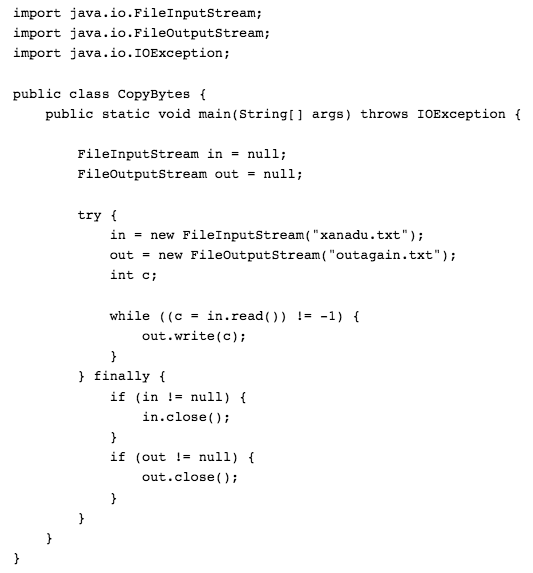 import java.io.FileInputStream;
import java.io.FileOutputStream;
import java.io.IOException;

public class CopyBytes {
    public static void main(String[] args) throws IOException {

        FileInputStream in = null;
        FileOutputStream out = null;

        try {
            in = new FileInputStream("xanadu.txt");
            out = new FileOutputStream("outagain.txt");
            int c;

            while ((c = in.read()) != -1) {
                out.write(c);
            }
        } finally {
            if (in != null) {
                in.close();
            }
            if (out != null) {
                out.close();
            }
        }
    }
}